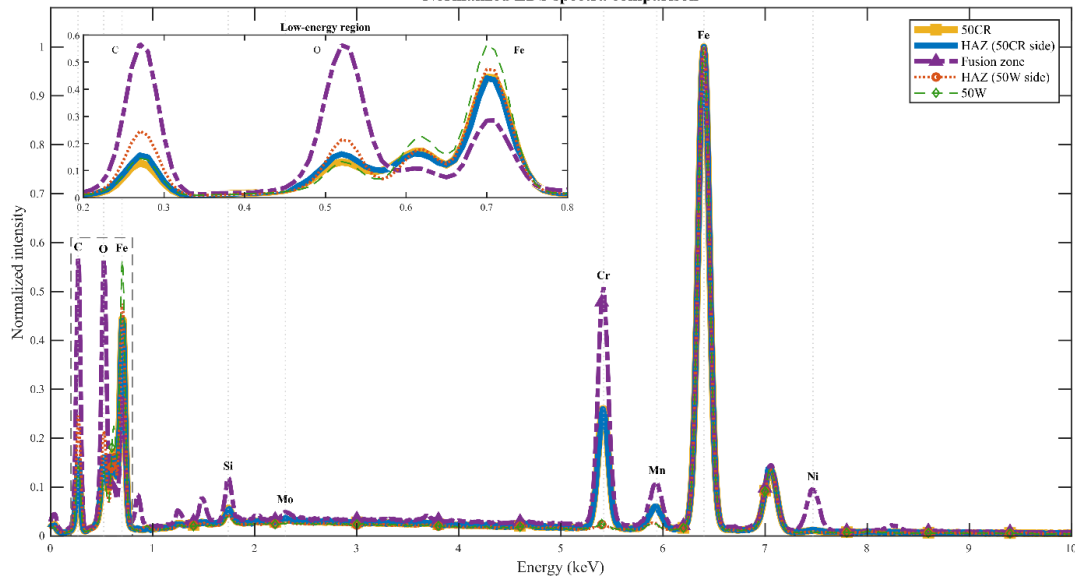 Low-energy region
C
O
Fe
0.6
0.5
0.4
0.3
0.2
0.1
0
0.2
0.3
0.4
0.5
0.6
0.7
0.8
Fe
50CR
HAZ (50CR side)
Fusion zone
HAZ (50W side)
50W
C
O
Fe
Cr
Si
Mo
Mn
Ni
1
0.9
0.8
0.7
0.6
0.5
0.4
0.3
0.2
0.1
0
Normalized intensity
0
1
2
3
4
5
6
7
8
9
10
Energy (keV)